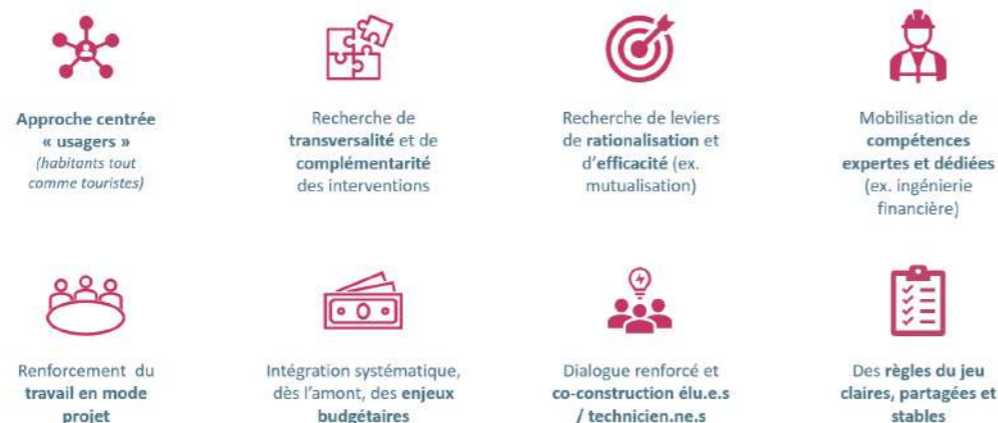 Approche centrée
« usagers »
(habitants tout
comme touristes)
Recherche de
transversalité et de
complémentarité
des interventions
Recherche de leviers
de rationalisation et
d'efficacité (ex.
mutualisation)
Mobilisation de
compétences
expertes et dédiées
(ex. ingénierie
financière)
Renforcement du
travail en mode
projet
Intégration systématique,
dès l'amont, des enjeux
budgétaires
Dialogue renforcé et
co-construction élu.e.s
/ technicien.ne.s
Des règles du jeu
claires, partagées et
stables